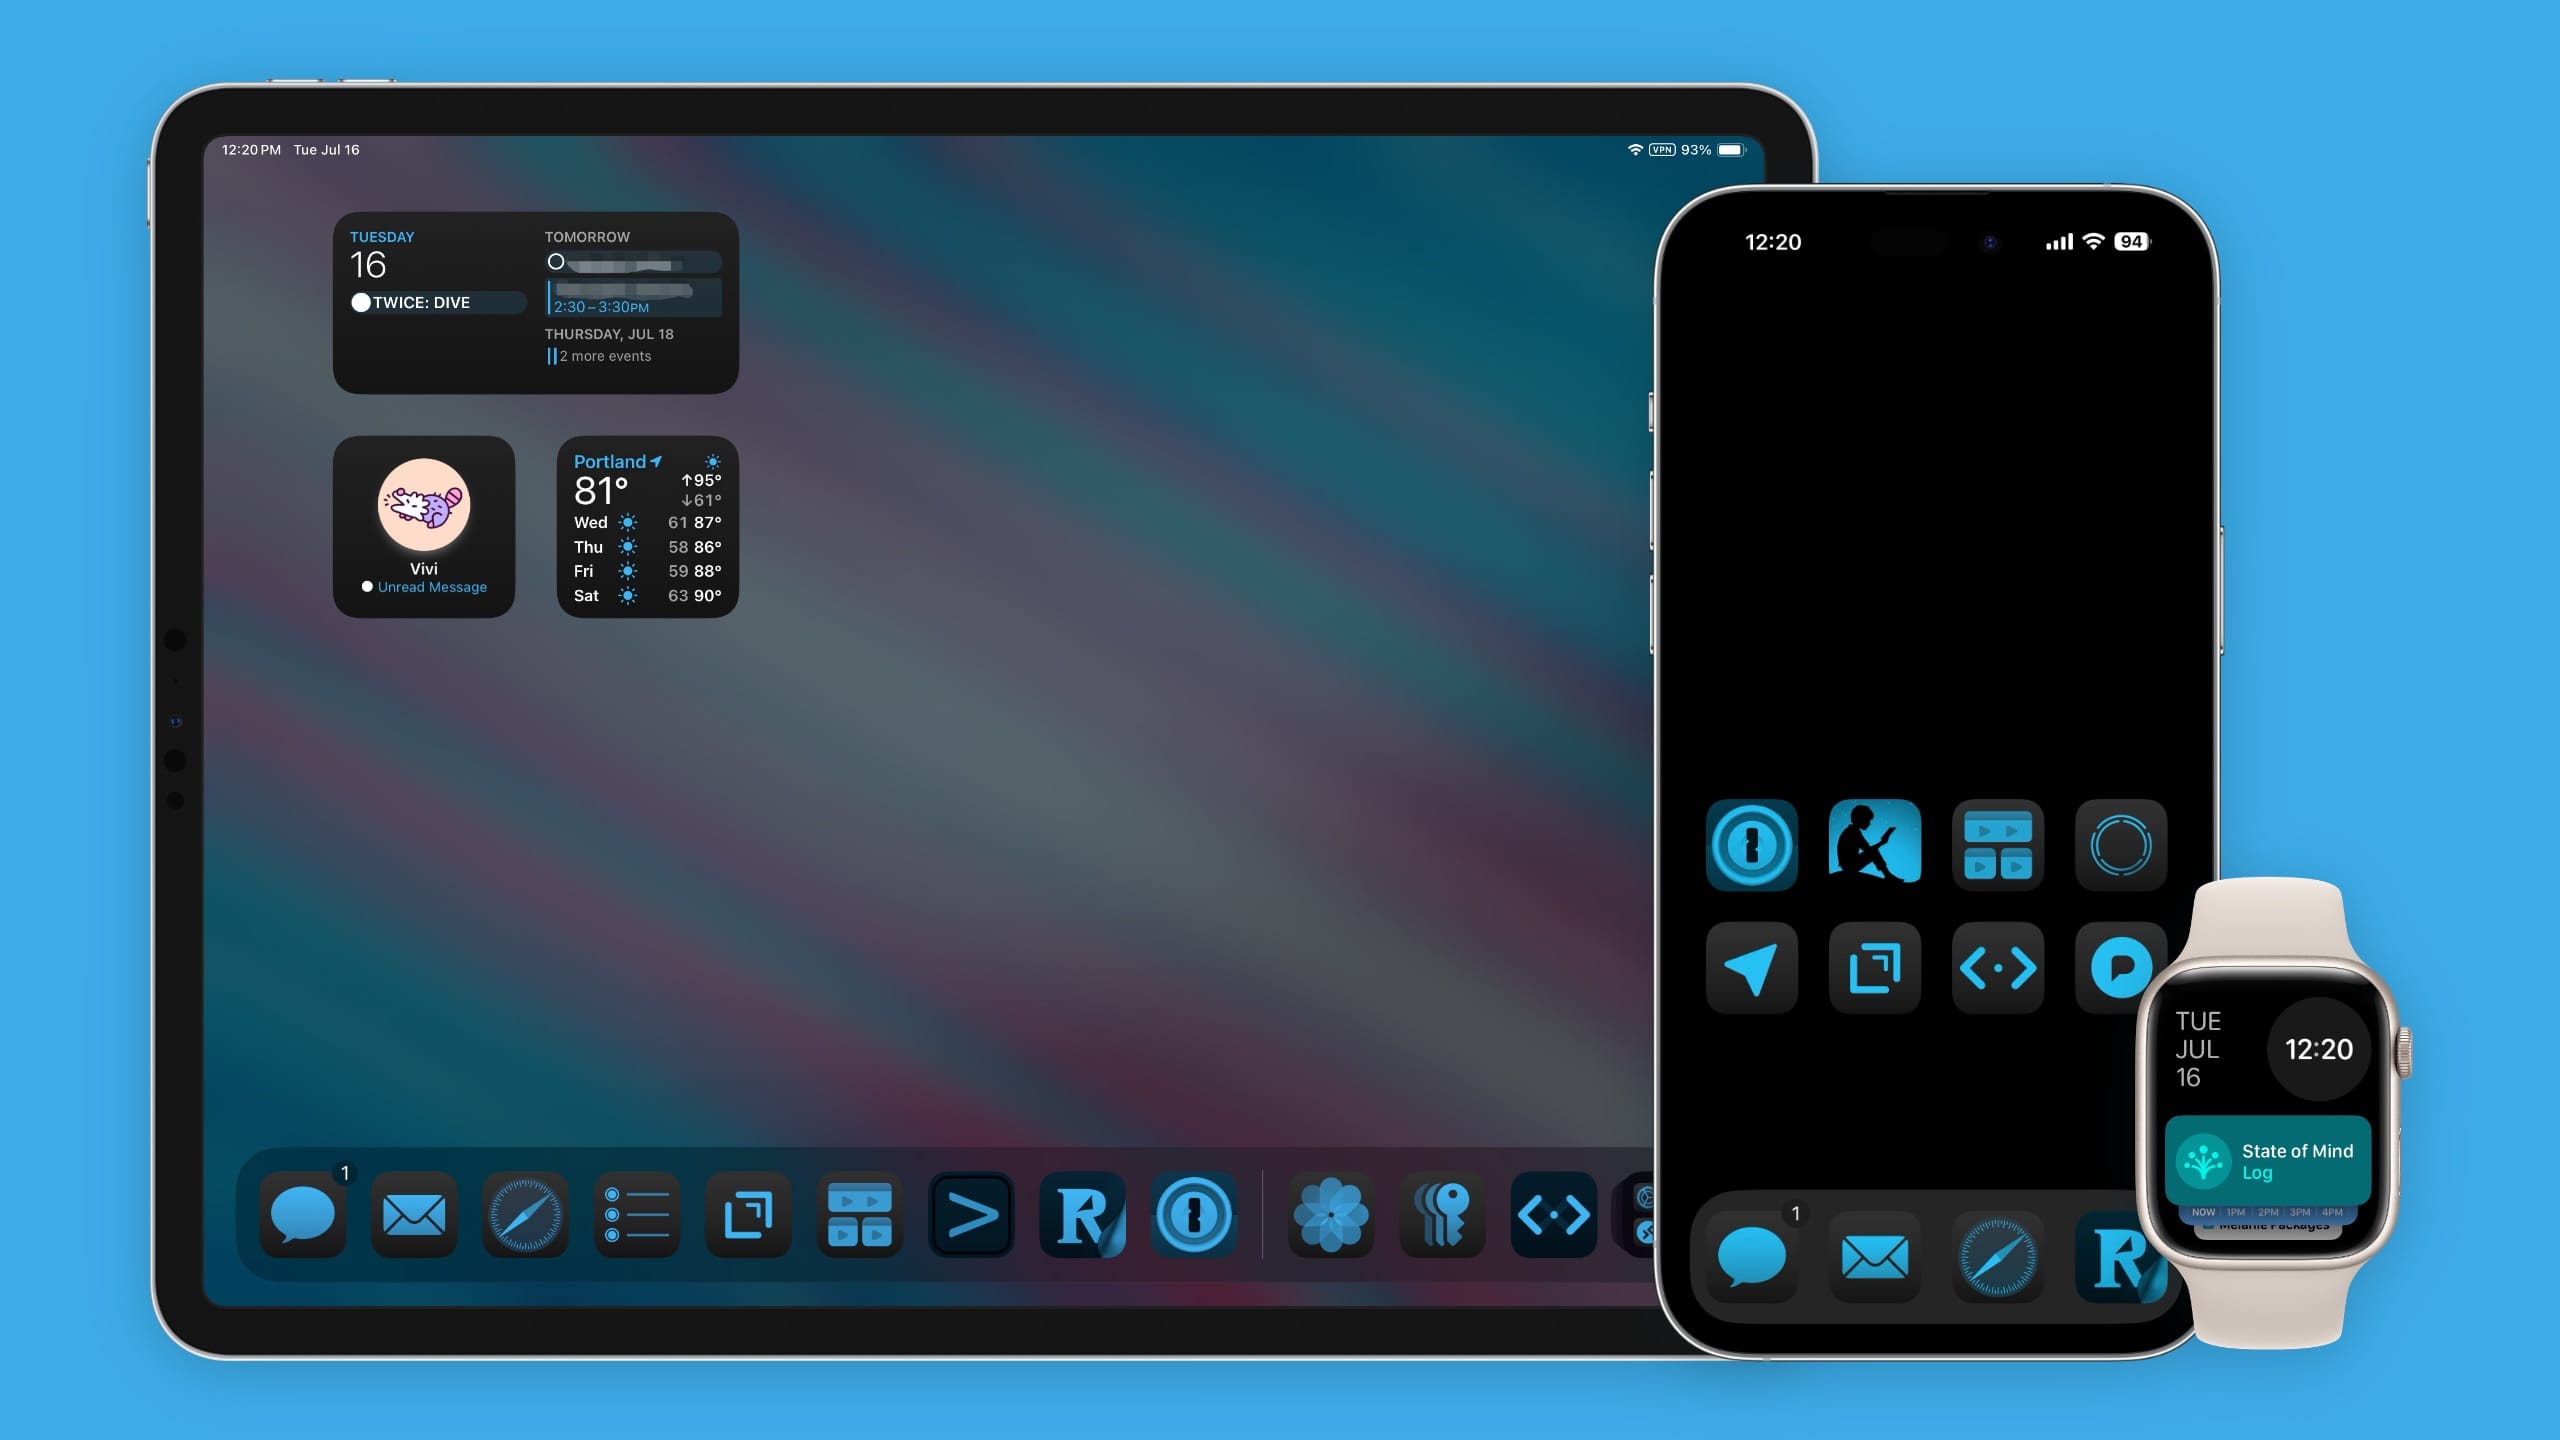 12:20 PM Tue Jul 16
VPN 93%
TUESDAY
16
TWICE: DIVE
TOMORROW
2:30 – 3:30PM
THURSDAY, JUL 18
2 more events
Vivi
Unread Message
Portland
81°
↑95°
↓61°
Wed 61 87°
Thu 58 86°
Fri 59 88°
Sat 63 90°
1
R
12:20
94
1
R
TUE
JUL
16
12:20
State of Mind
Log
NOW 1PM 2PM 3PM 4PM
Melanie Packages